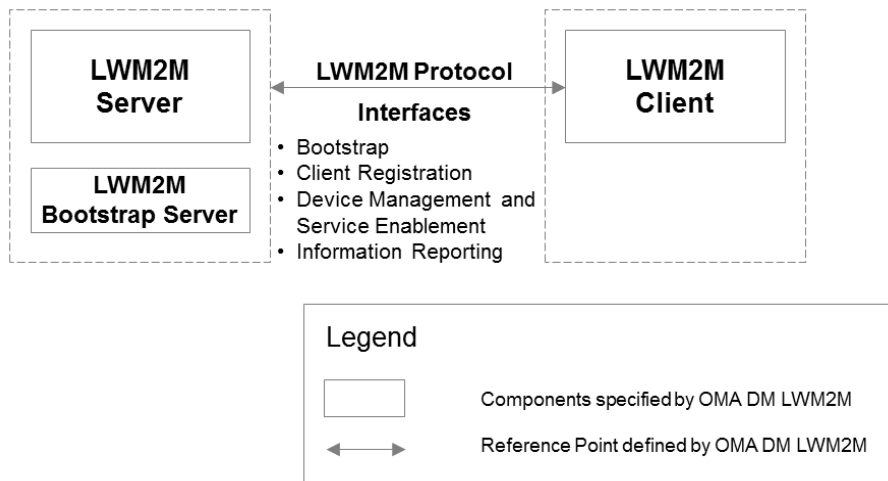 LWM2M
Server
LWM2M
Bootstrap Server
LWM2M Protocol
Interfaces
• Bootstrap
• Client Registration
• Device Management and
Service Enablement
• Information Reporting
LWM2M
Client
Legend
Components specified by OMA DM LWM2M
Reference Point defined by OMA DM LWM2M